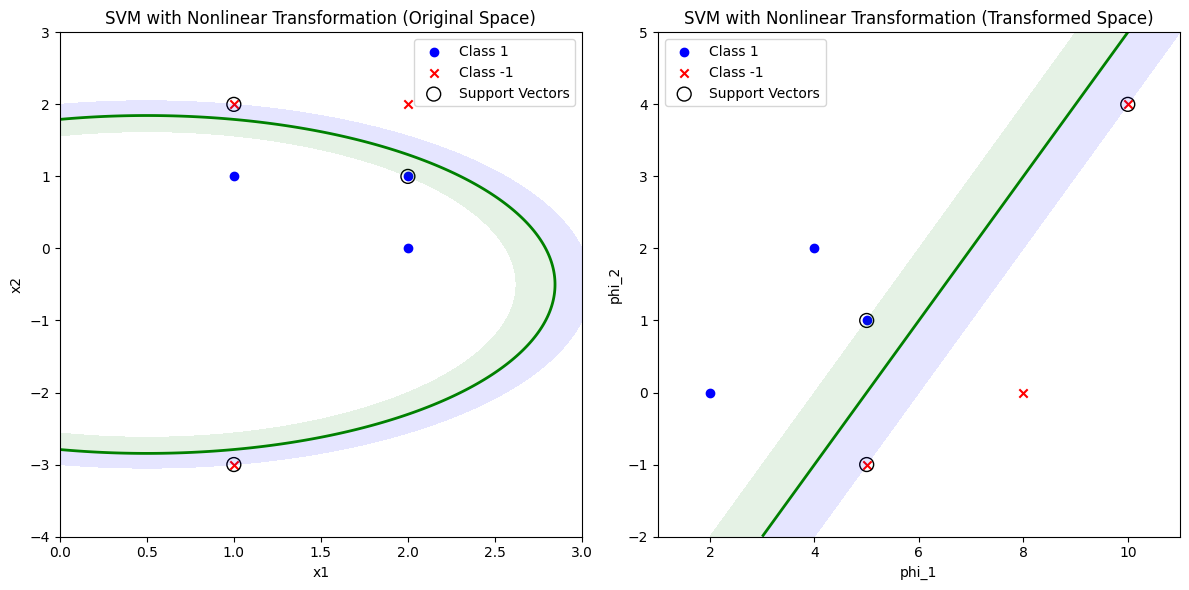 SVM with Nonlinear Transformation (Original Space)
3
2
1
0
−1
−2
−3
−4
x2
0.0 0.5 1.0 1.5 2.0 2.5 3.0
x1
Class 1
Class -1
Support Vectors
SVM with Nonlinear Transformation (Transformed Space)
5
4
3
2
1
0
−1
−2
phi_2
2 4 6 8 10
phi_1
Class 1
Class -1
Support Vectors